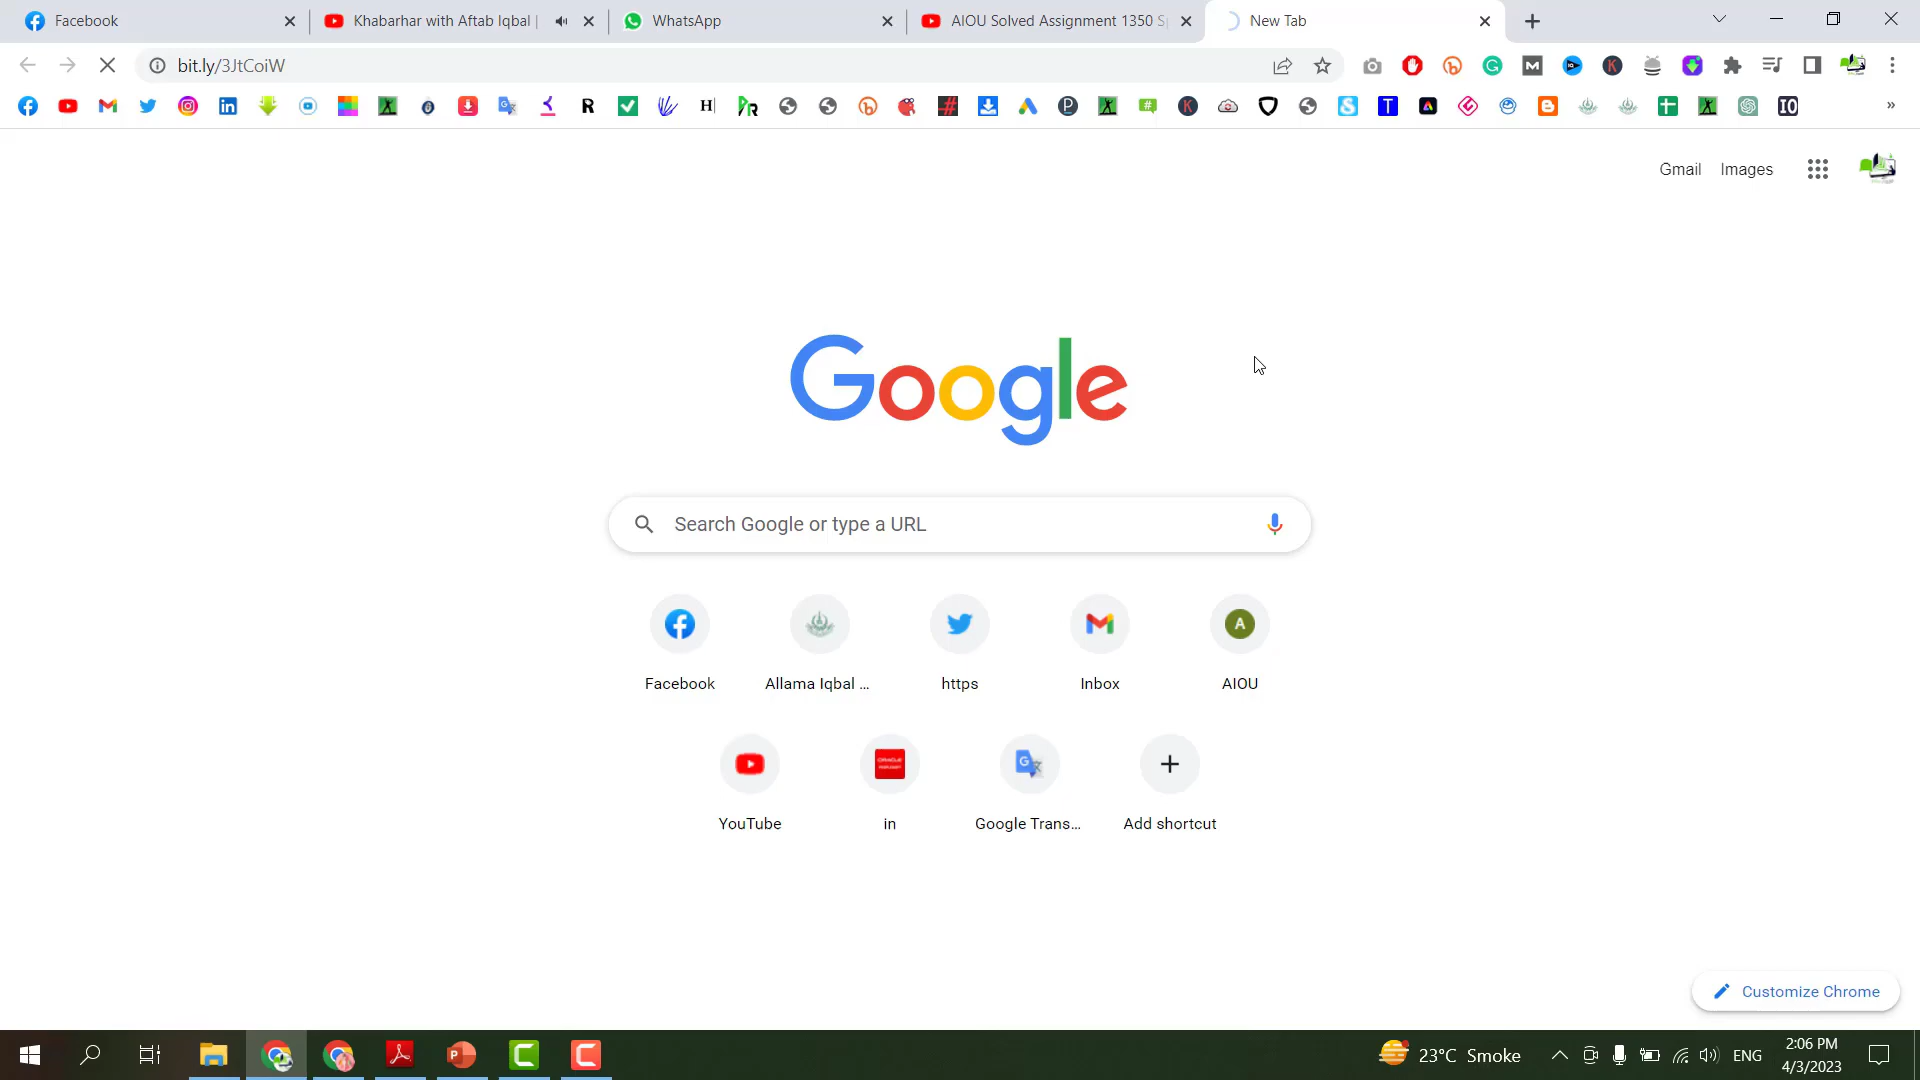 Facebook
Khabarhar with Aftab Iqbal |
WhatsApp
AIOU Solved Assignment 1350 S
New Tab
bit.ly/3JtCoiW
Gmail Images
Google
Search Google or type a URL
Facebook
Allama Iqbal ...
https
Inbox
A
AIOU
YouTube
in
Google Trans...
Add shortcut
Customize Chrome
23°C Smoke
ENG
2:06 PM
4/3/2023